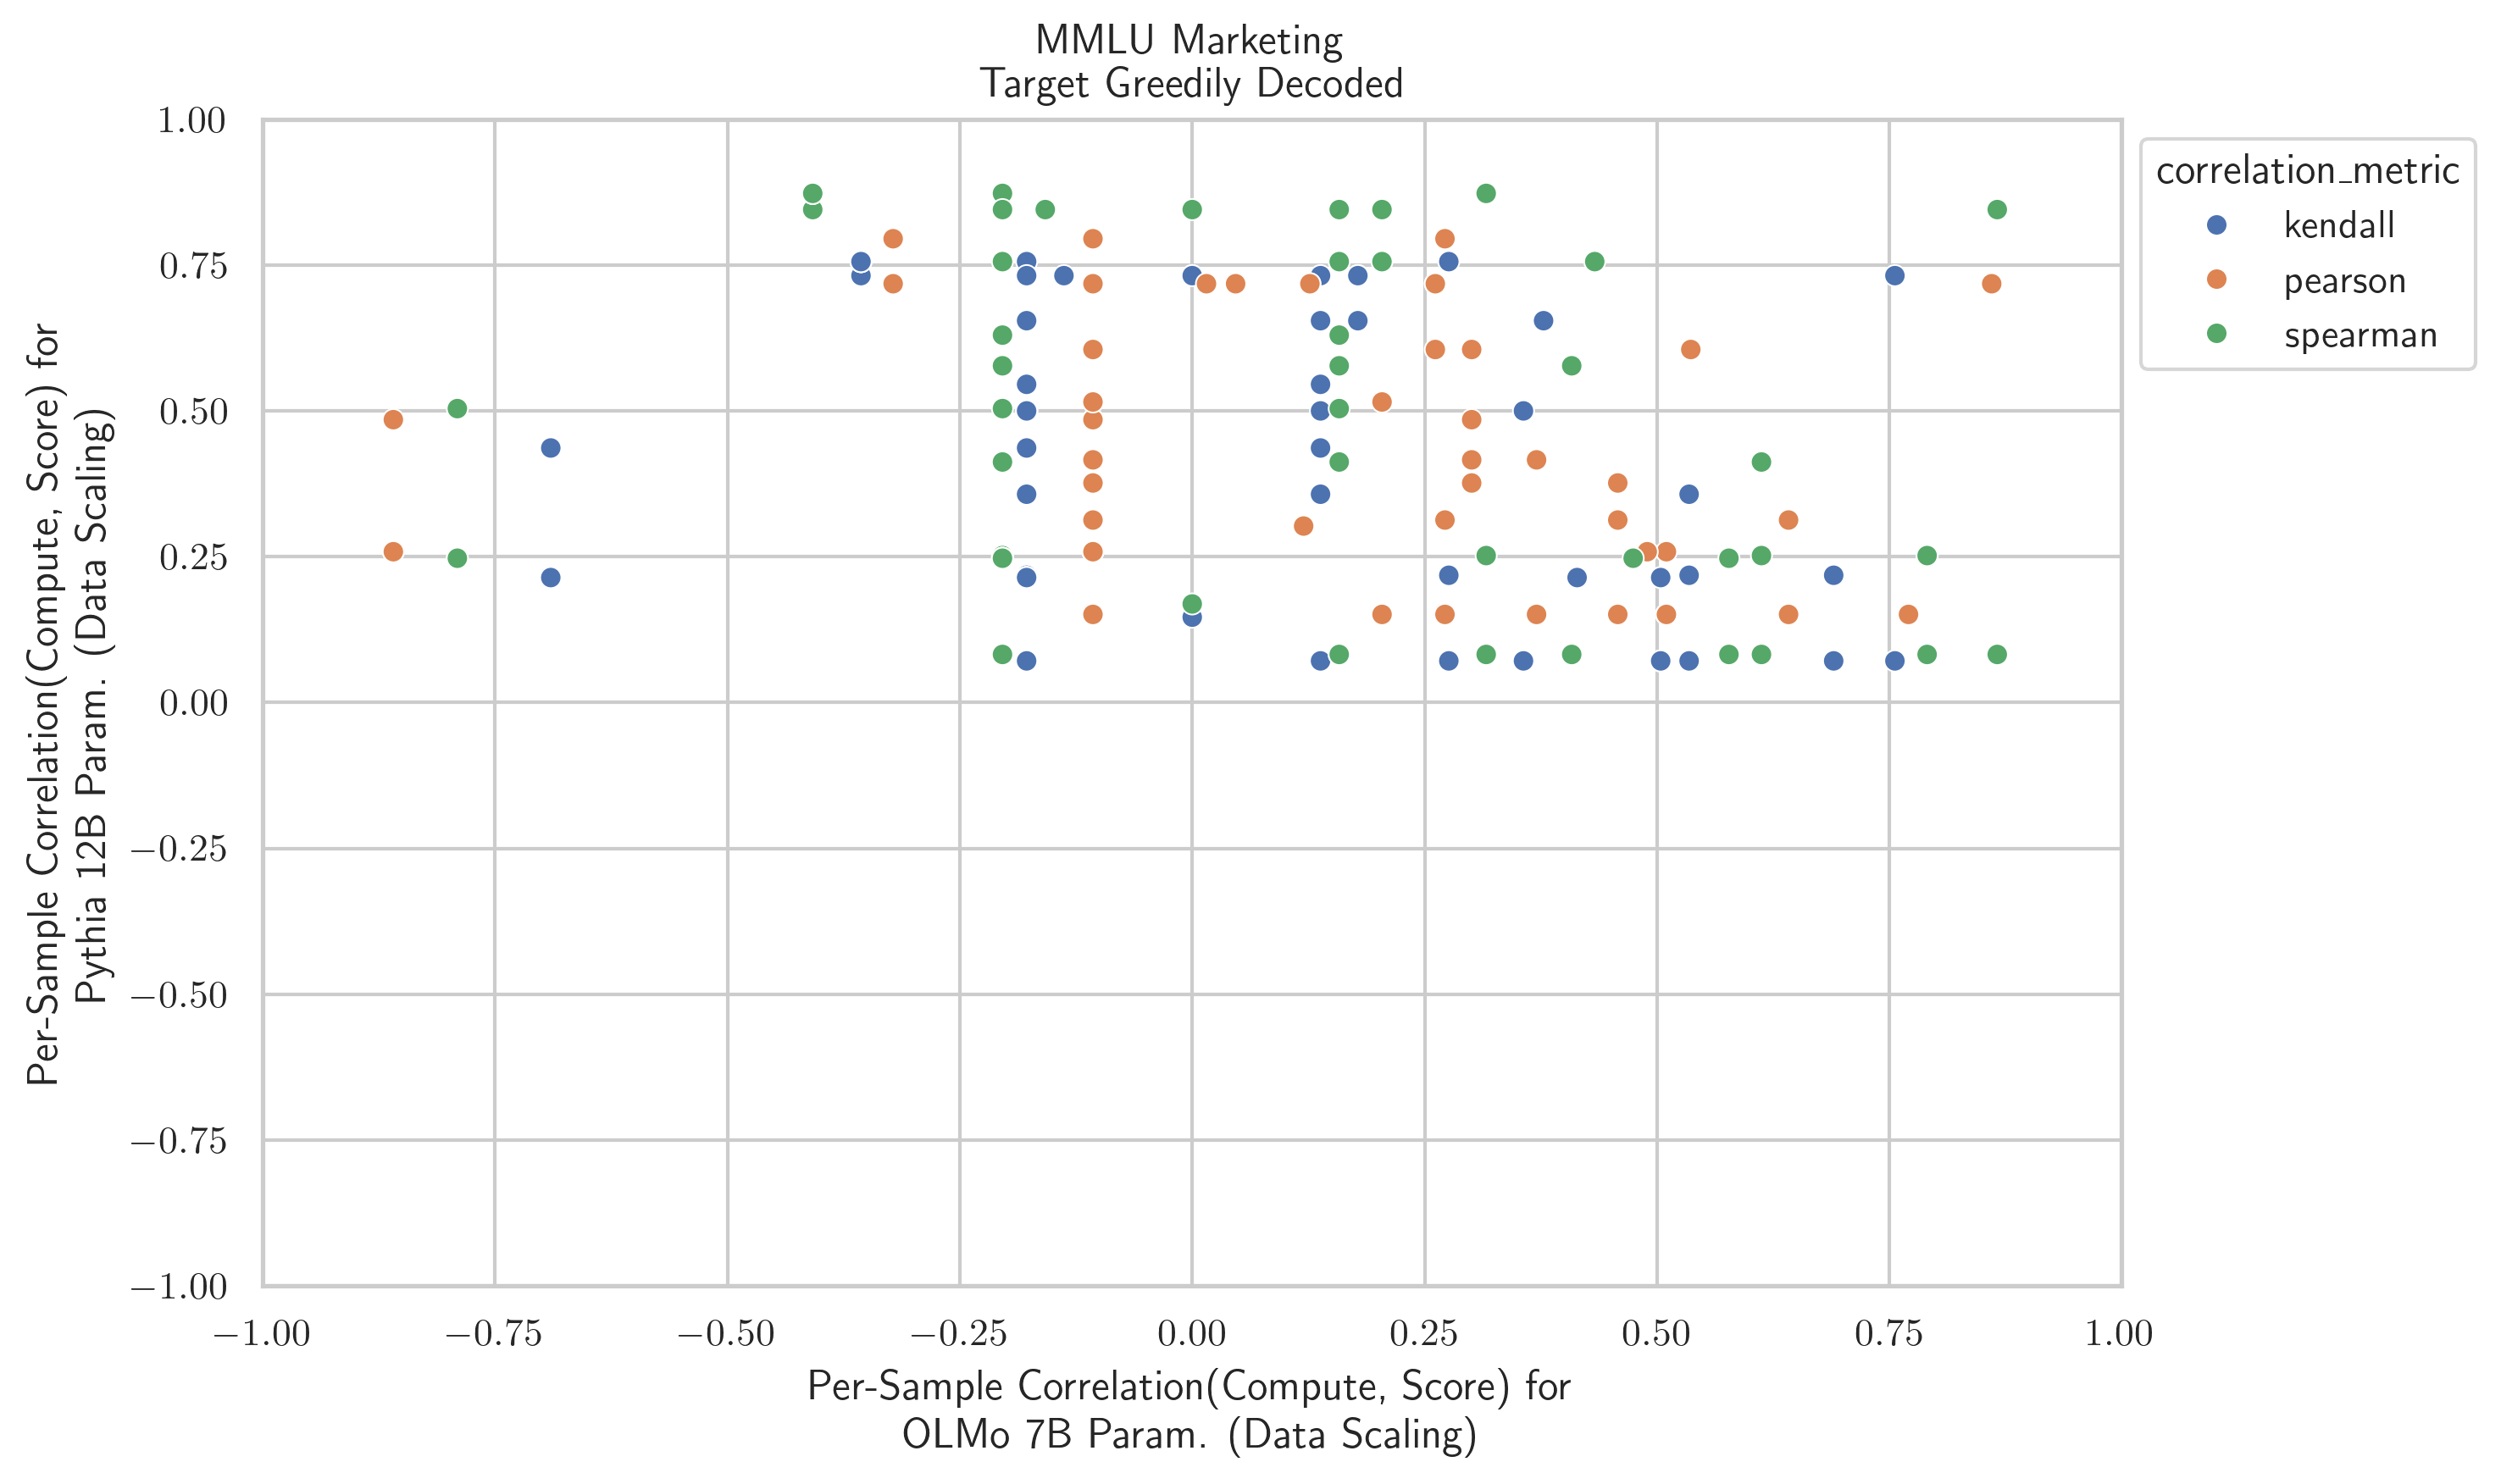 MMLU Marketing
Target Greedily Decoded
Per-Sample Correlation(Compute, Score) for
Pythia 12B Param. (Data Scaling)
1.00
0.75
0.50
0.25
0.00
−0.25
−0.50
−0.75
−1.00
−1.00 −0.75 −0.50 −0.25 0.00 0.25 0.50 0.75 1.00
Per-Sample Correlation(Compute, Score) for
OLMo 7B Param. (Data Scaling)
correlation_metric
kendall
pearson
spearman